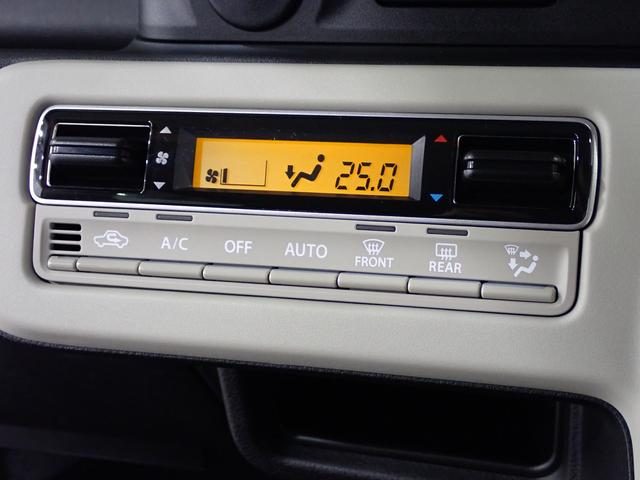 25.0
A/C OFF AUTO FRONT REAR